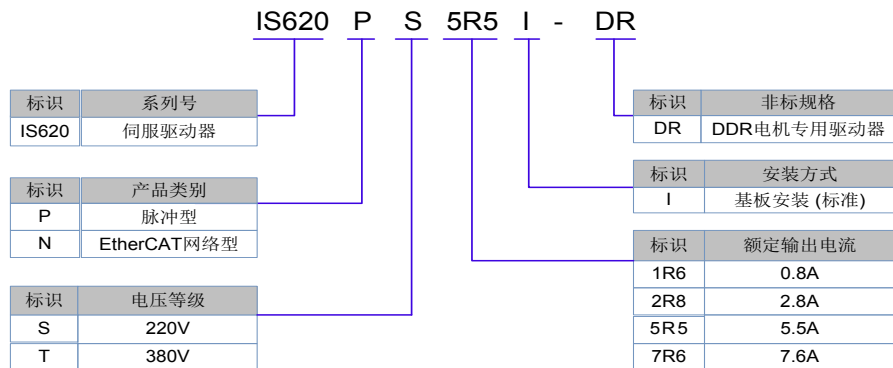 IS620 P S 5R5 I - DR
标识 系列号
IS620 伺服驱动器
标识 产品类别
P 脉冲型
N EtherCAT网络型
标识 电压等级
S 220V
T 380V
标识 非标规格
DR DDR电机专用驱动器
标识 安装方式
I 基板安装 (标准)
标识 额定输出电流
1R6 0.8A
2R8 2.8A
5R5 5.5A
7R6 7.6A